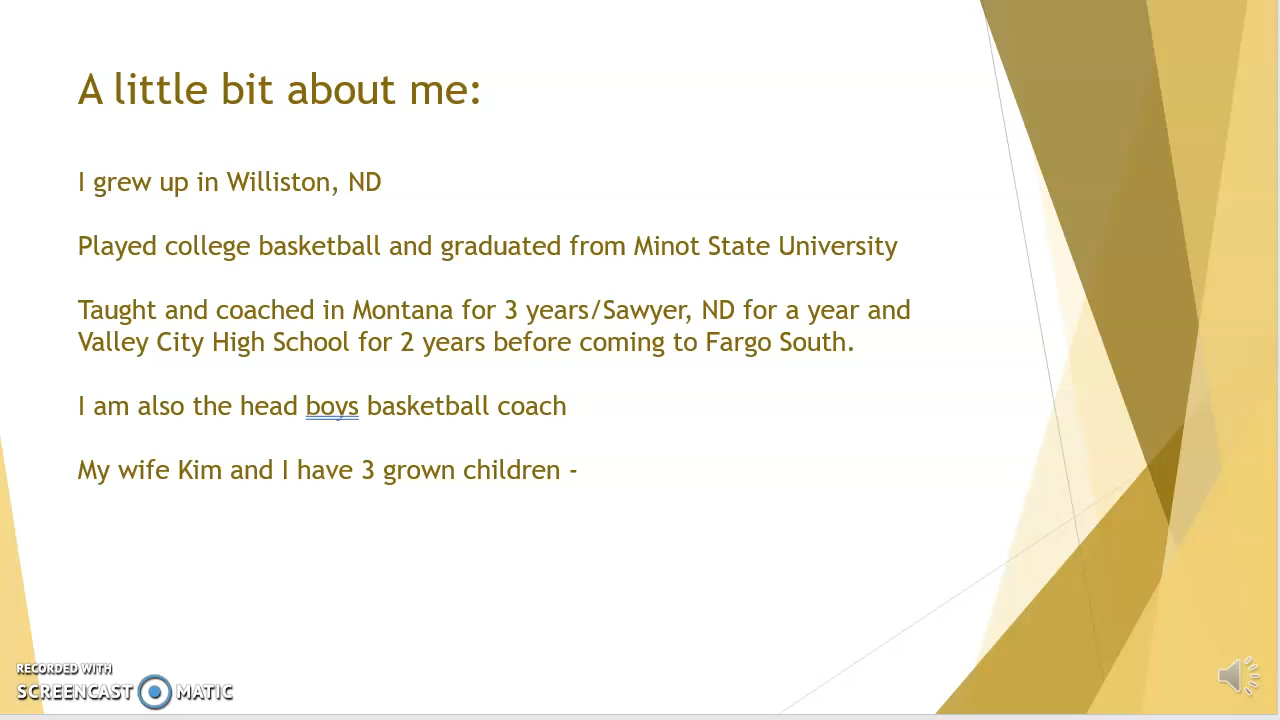 A little bit about me:
I grew up in Williston, ND
Played college basketball and graduated from Minot State University
Taught and coached in Montana for 3 years/Sawyer, ND for a year and
Valley City High School for 2 years before coming to Fargo South.
I am also the head boys basketball coach
My wife Kim and I have 3 grown children -
RECORDED WITH
SCREENCAST MATIC